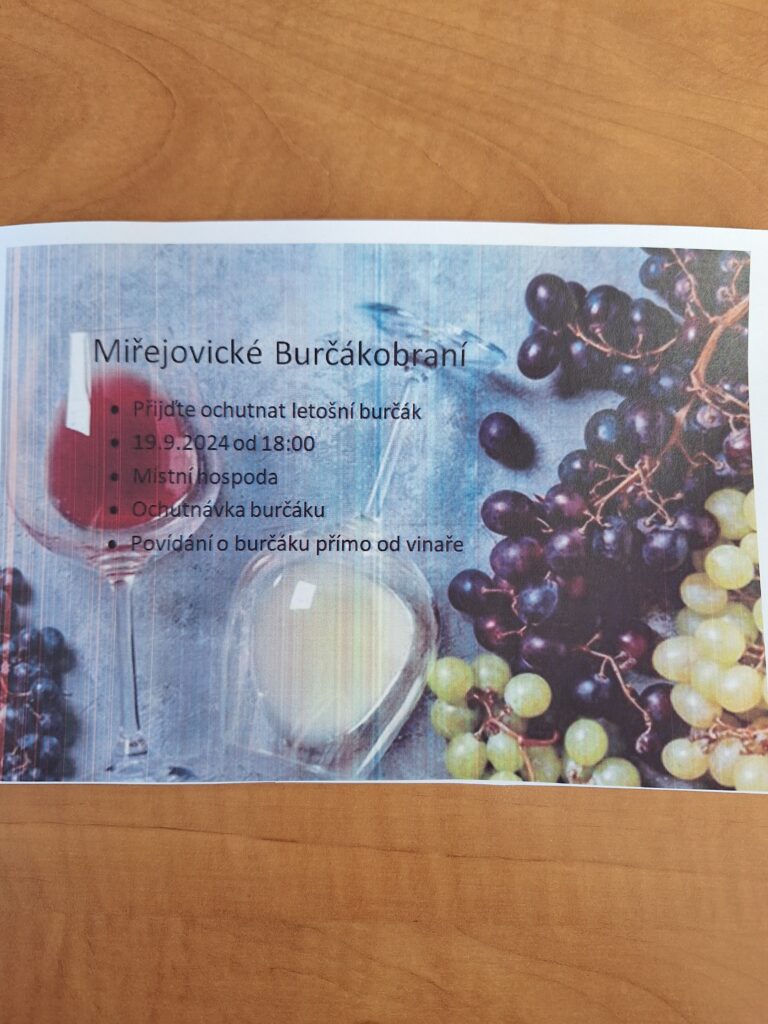 Miřejovické Burčákobraní
• Přijďte ochutnat letošní burčák
• 19.9.2024 od 18:00
• Místní hospoda
• Ochutnávka burčáku
• Povídání o burčáku přímo od vinaře